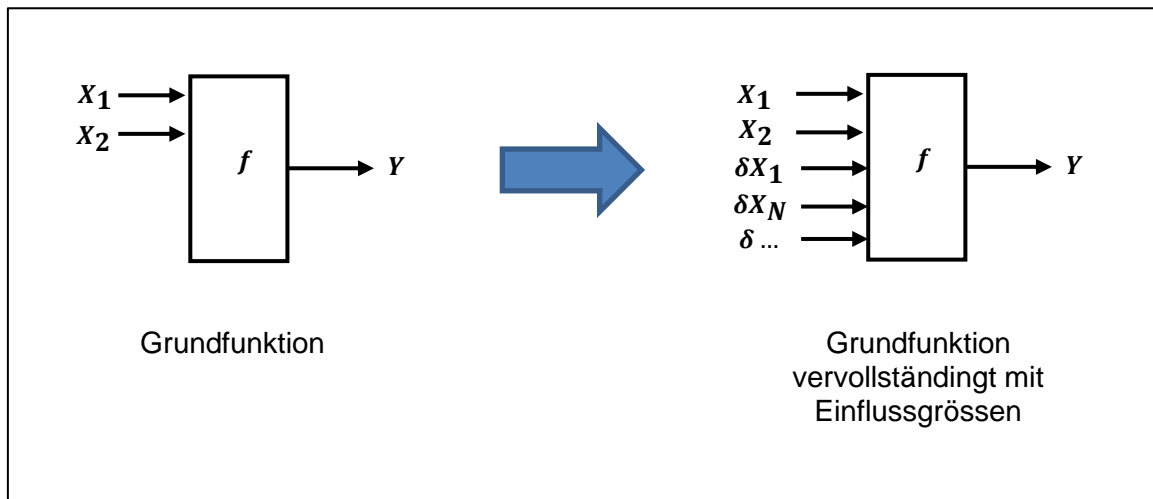 X1
X2
f
Y
Grundfunktion
X1
X2
δX1
δXN
δ ...
f
Y
Grundfunktion
vervollständingt mit
Einflussgrössen